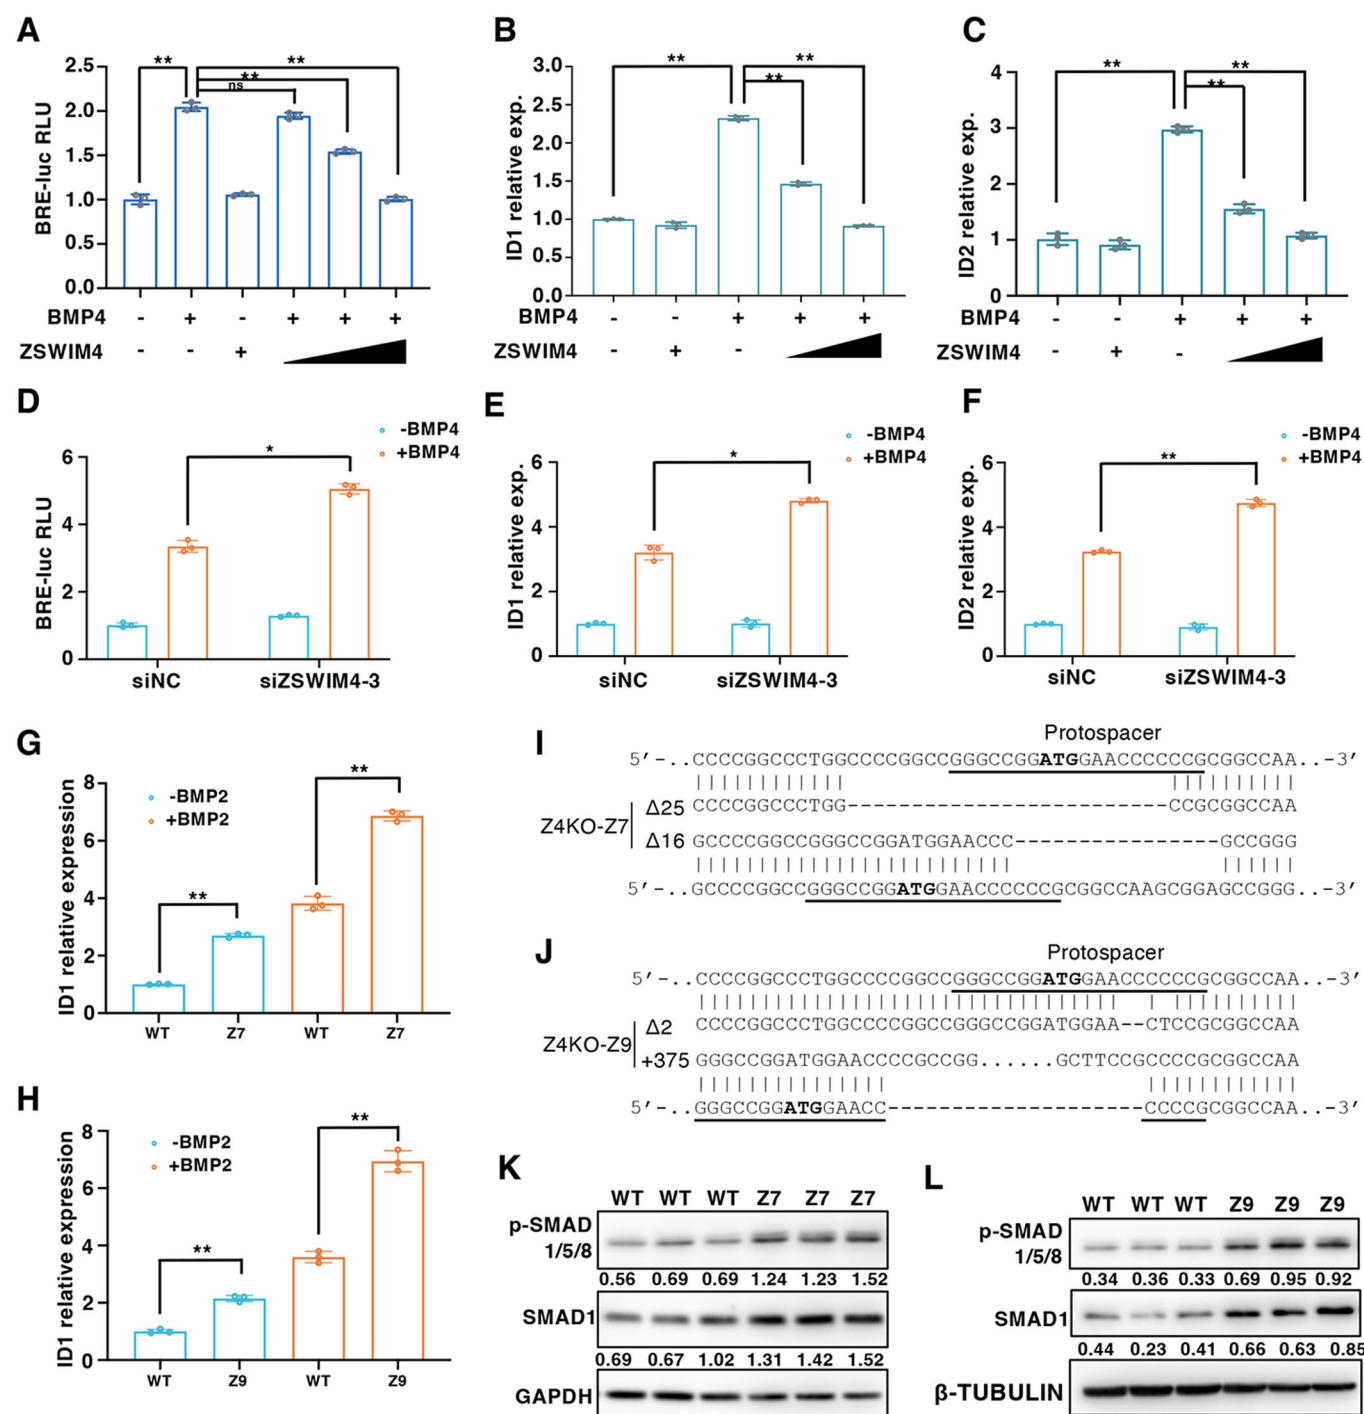 A
BRE-luc RLU
2.5
2.0
1.5
1.0
0.5
0.0
**
**
**
ns
BMP4 - + - + + +
ZSWIM4 - - +
B
ID1 relative exp.
3.0
2.5
2.0
1.5
1.0
0.5
0.0
**
**
**
BMP4 - - + + +
ZSWIM4 - + -
C
ID2 relative exp.
4
3
2
1
0
**
**
**
BMP4 - - + + +
ZSWIM4 - + -
D
-BMP4
+BMP4
BRE-luc RLU
6
4
2
0
*
siNC siZSWIM4-3
E
-BMP4
+BMP4
ID1 relative exp.
6
4
2
0
*
siNC siZSWIM4-3
F
-BMP4
+BMP4
ID2 relative exp.
6
4
2
0
**
siNC siZSWIM4-3
G
-BMP2
+BMP2
ID1 relative expression
8
6
4
2
0
**
**
WT Z7 WT Z7
H
-BMP2
+BMP2
ID1 relative expression
8
6
4
2
0
**
**
WT Z9 WT Z9
I
Protospacer
5′-..CCCCGGCCCTGGCCCCGGCCGGGCCGGATGGAACCCCCCGCGGCCAA..-3′
Z4KO-Z7
Δ25 CCCCGGCCCTGG--------------------------CCGCGGCCAA
Δ16 GCCCCGGCCGGGCCGGATGGAACCC----------------GCCGGG
5′-..GCCCCGGCCGGGCCGGATGGAACCCCCCGCGGCCAAGCGGAGCCGGG..-3′
J
Protospacer
5′-..CCCCGGCCCTGGCCCCGGCCGGGCCGGATGGAACCCCCCGCGGCCAA..-3′
Z4KO-Z9
Δ2 CCCCGGCCCTGGCCCCGGCCGGGCCGGATGGAA--CTCCGCGGCCAA
+375 GGGCCGGATGGAACCCCGCCGG......GCTTCCGCCCCGCGGCCAA
5′-..GGGCCGGATGGAACC--------------------CCCCGCGGCCAA..-3′
K
WT WT WT Z7 Z7 Z7
p-SMAD
1/5/8
0.56 0.69 0.69 1.24 1.23 1.52
SMAD1
0.69 0.67 1.02 1.31 1.42 1.52
GAPDH
L
WT WT WT Z9 Z9 Z9
p-SMAD
1/5/8
0.34 0.36 0.33 0.69 0.95 0.92
SMAD1
0.44 0.23 0.41 0.66 0.63 0.85
β-TUBULIN